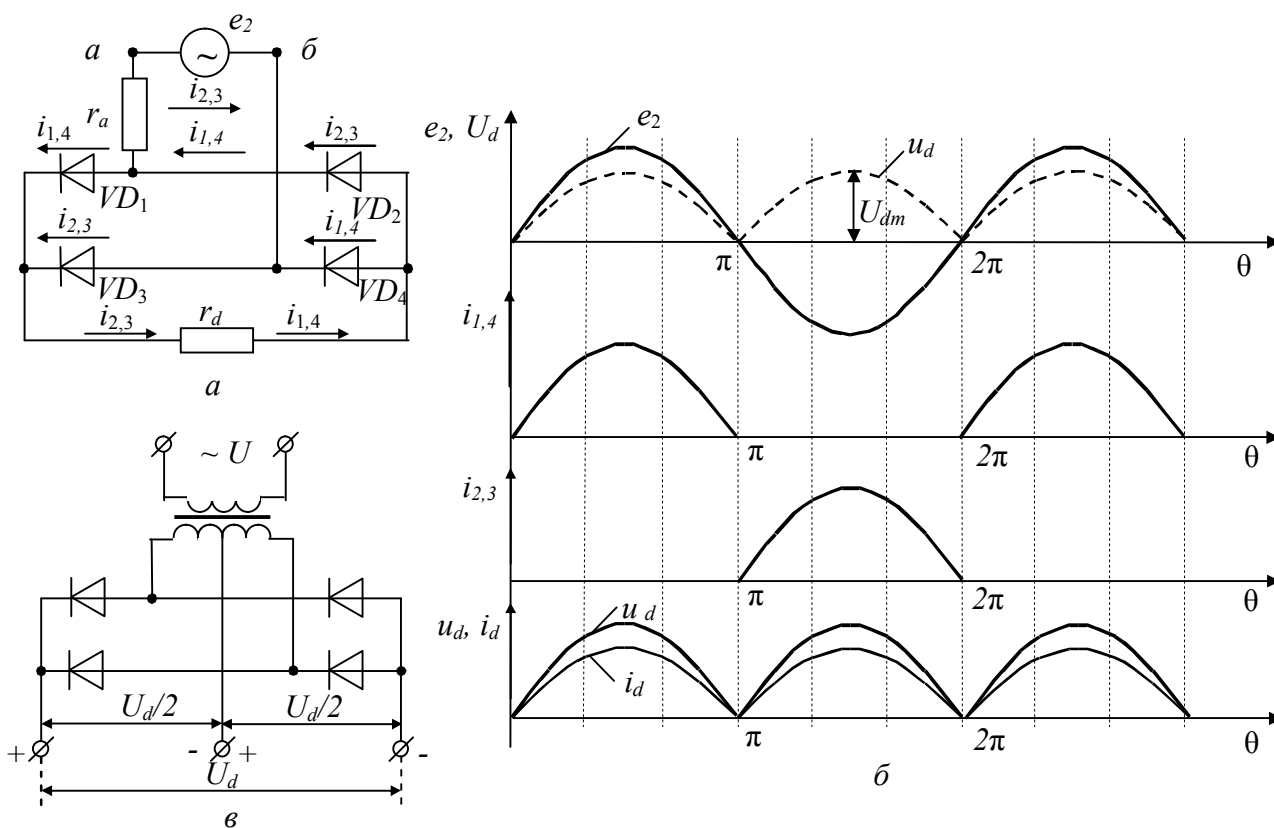 e2
а
~
б
i2,3
ra
i1,4
i1,4
i2,3
VD1
VD2
i2,3
i1,4
VD3
VD4
i2,3
rd
i1,4
а
~ U
Ud/2
Ud/2
+
-
+
-
Ud
в
e2, Ud
e2
ud
Udm
π
2π
θ
i1,4
π
2π
θ
i2,3
π
2π
θ
ud, id
u d
id
π
2π
θ
б